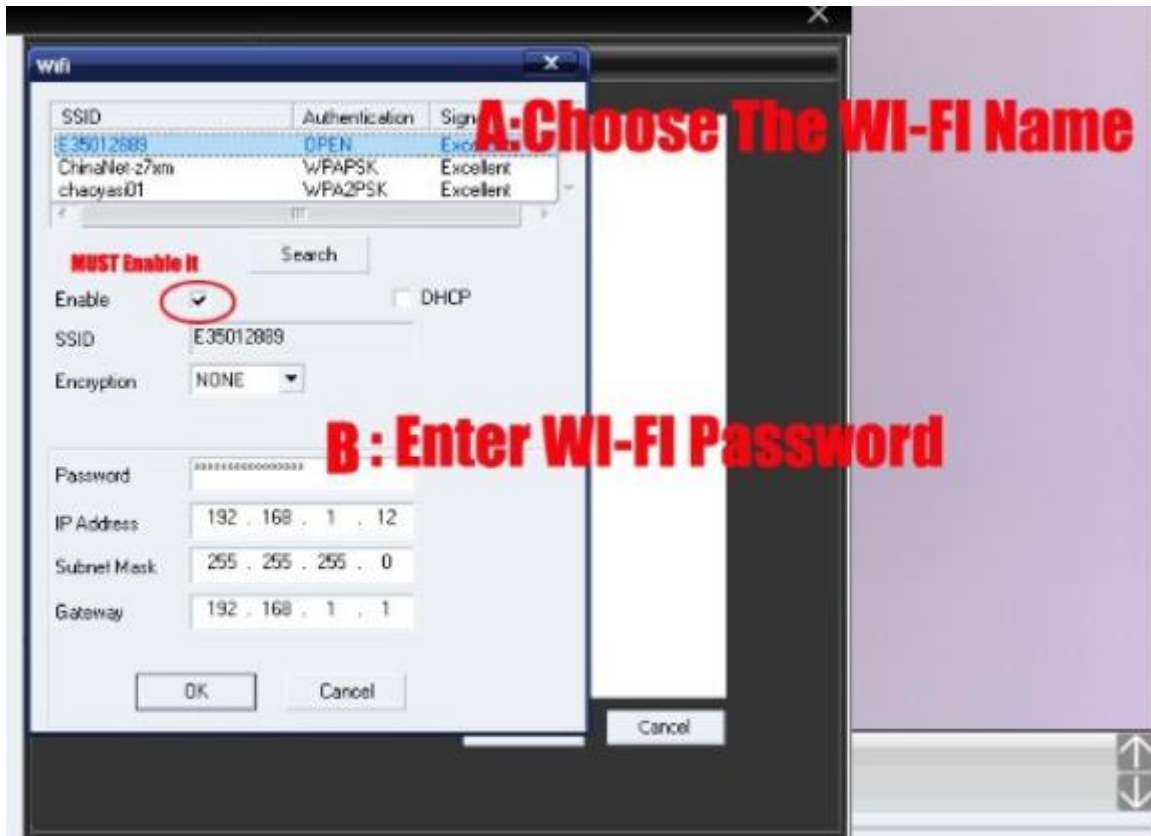 Wifi
SSID Authentication
A:Choose The WI-FI Name
E35012889 OPEN
ChinaNet-z7xm WPAPSK Excellent
chaoyasi01 WPA2PSK Excellent
MUST Enable it
Search
Enable DHCP
SSID E35012889
Encryption NONE
B : Enter WI-FI Password
Password ****************
IP Address 192 . 168 . 1 . 12
Subnet Mask 255 . 255 . 255 . 0
Gateway 192 . 168 . 1 . 1
OK Cancel
Cancel